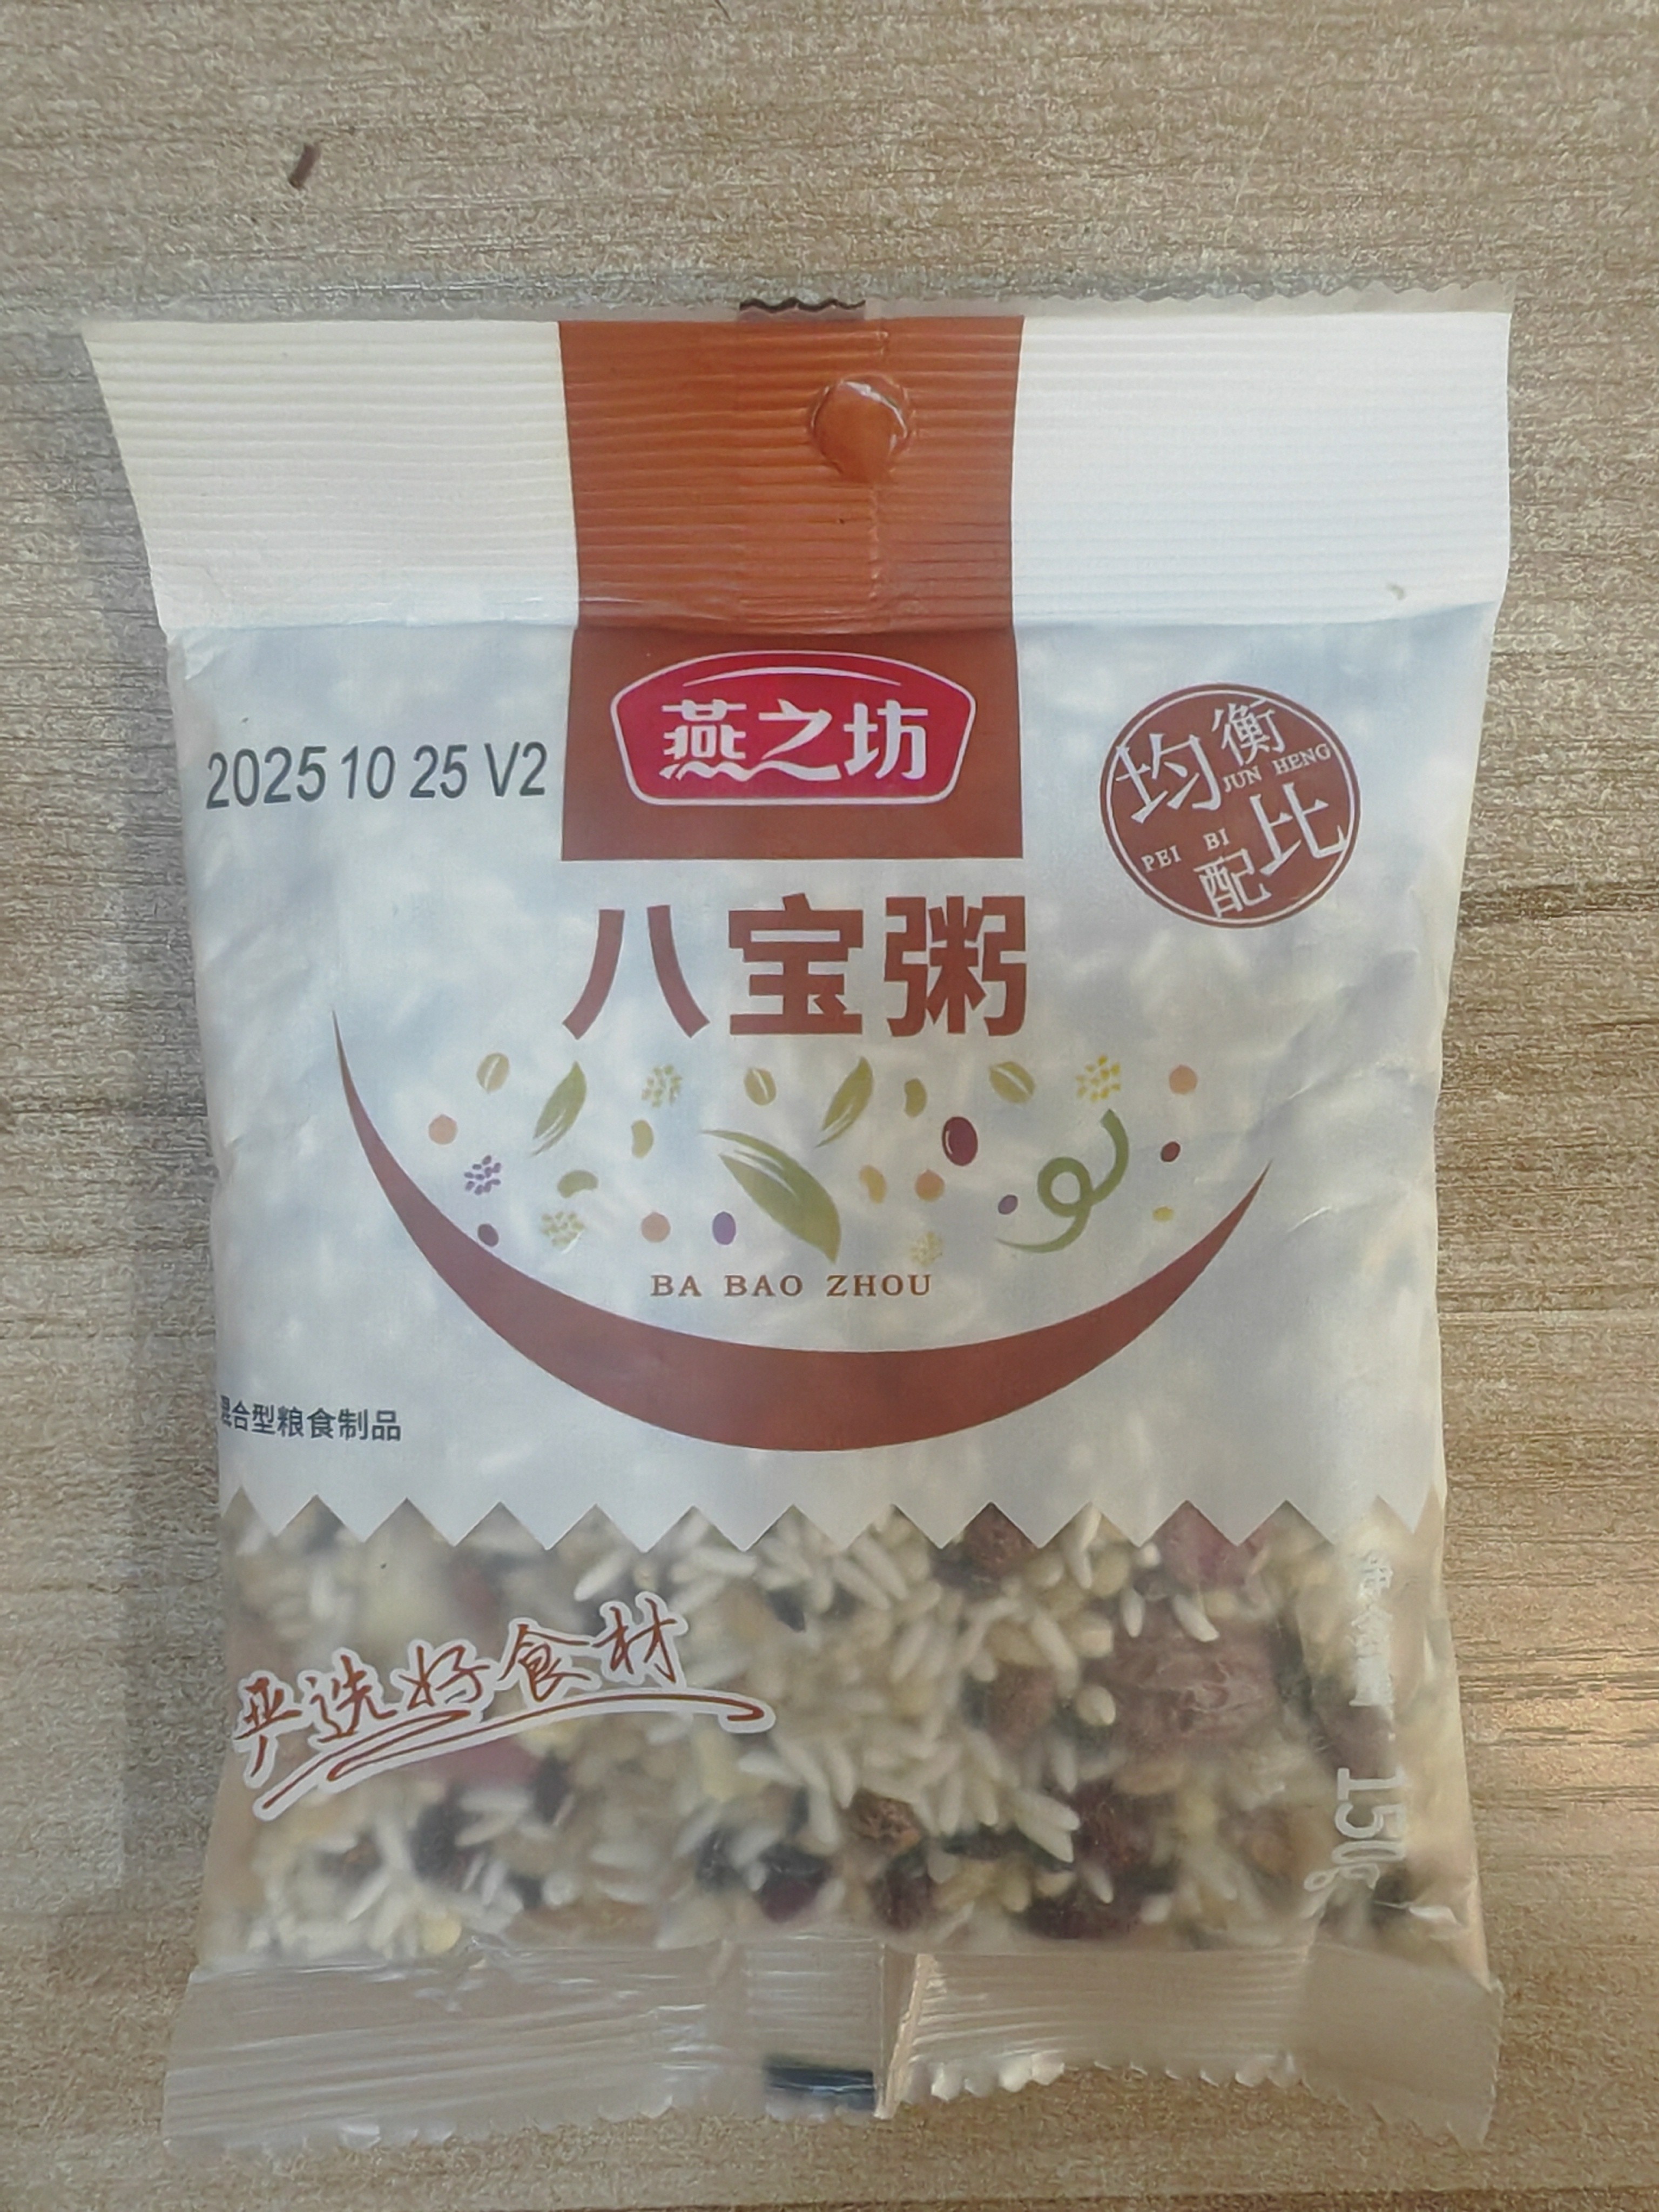 燕之坊
2025 10 25 V2
均衡
JUN HENG
PEI BI
配比
八宝粥
BA BAO ZHOU
混合型粮食制品
严选好食材
150g